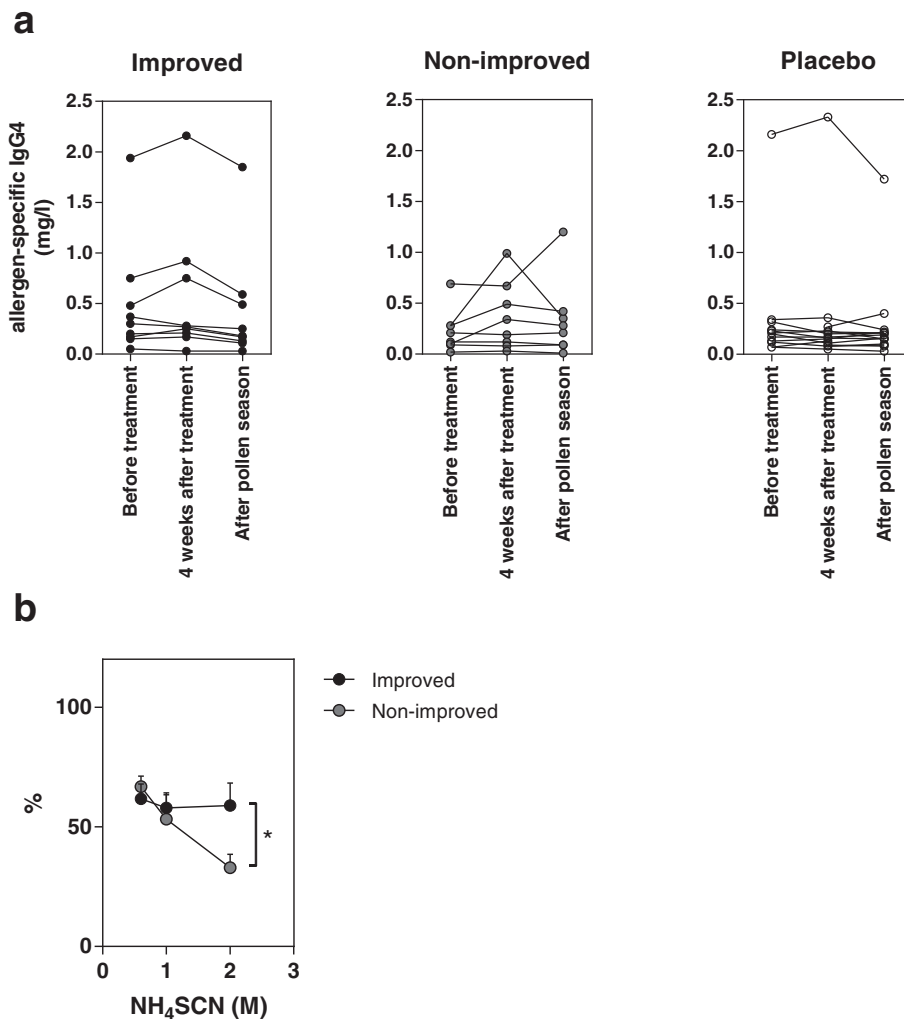 a
Improved
Non-improved
Placebo
allergen-specific IgG4
(mg/l)
2.5
2.0
1.5
1.0
0.5
0.0
Before treatment
4 weeks after treatment
After pollen season
2.5
2.0
1.5
1.0
0.5
0.0
Before treatment
4 weeks after treatment
After pollen season
2.5
2.0
1.5
1.0
0.5
0.0
Before treatment
4 weeks after treatment
After pollen season
b
%
100
50
0
0 1 2 3
NH₄SCN (M)
*
Improved
Non-improved